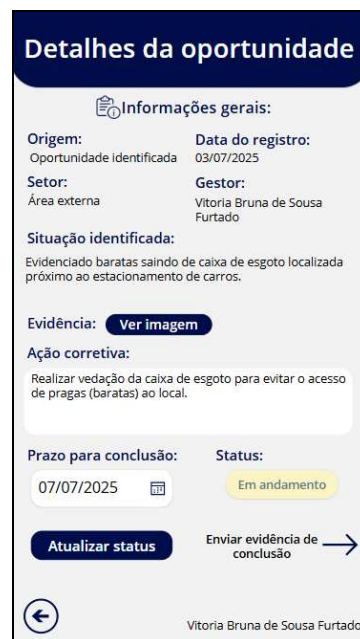 Detalhes da oportunidade
Informações gerais:
Origem:
Oportunidade identificada
Data do registro:
03/07/2025
Setor:
Área externa
Gestor:
Vitoria Bruna de Sousa
Furtado
Situação identificada:
Evidenciado baratas saindo de caixa de esgoto localizada
próximo ao estacionamento de carros.
Evidência: Ver imagem
Ação corretiva:
Realizar vedação da caixa de esgoto para evitar o acesso
de pragas (baratas) ao local.
Prazo para conclusão:
07/07/2025
Status:
Em andamento
Atualizar status
Enviar evidência de
conclusão
Vitoria Bruna de Sousa Furtado